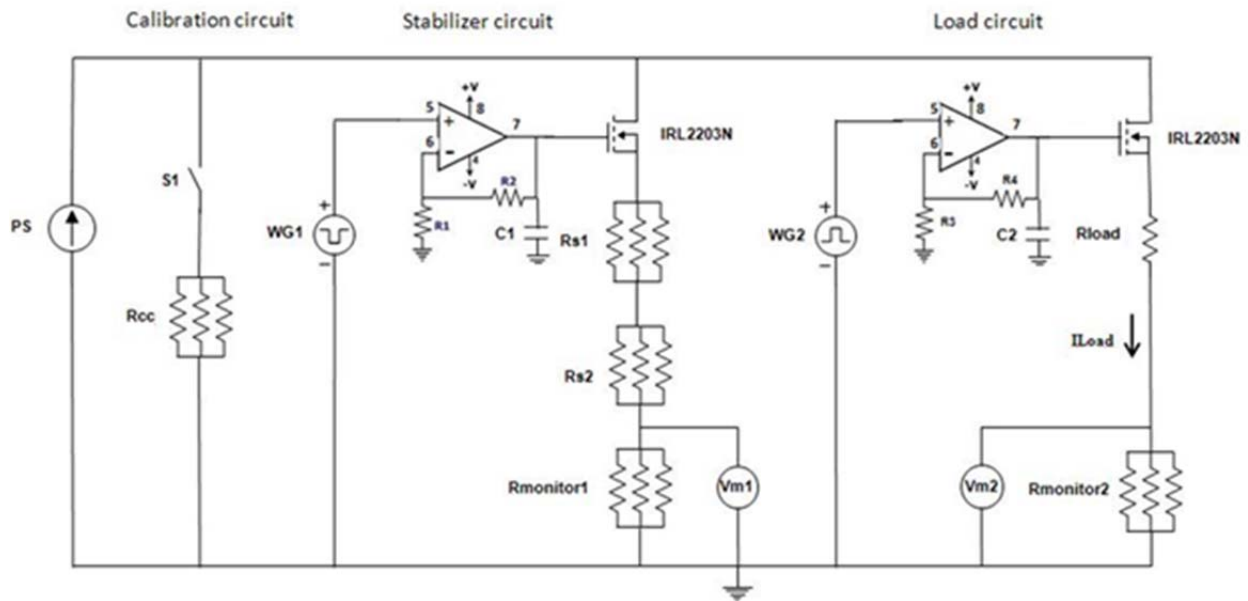 Calibration circuit
Stabilizer circuit
Load circuit
PS
S1
Rcc
WG1
+
-
5
6
+
-
+V
8
4
-V
7
R1
R2
C1
IRL2203N
Rs1
Rs2
Rmonitor1
Vm1
WG2
+
-
5
6
+
-
+V
8
4
-V
7
R3
R4
C2
IRL2203N
Rload
ILoad
Vm2
Rmonitor2